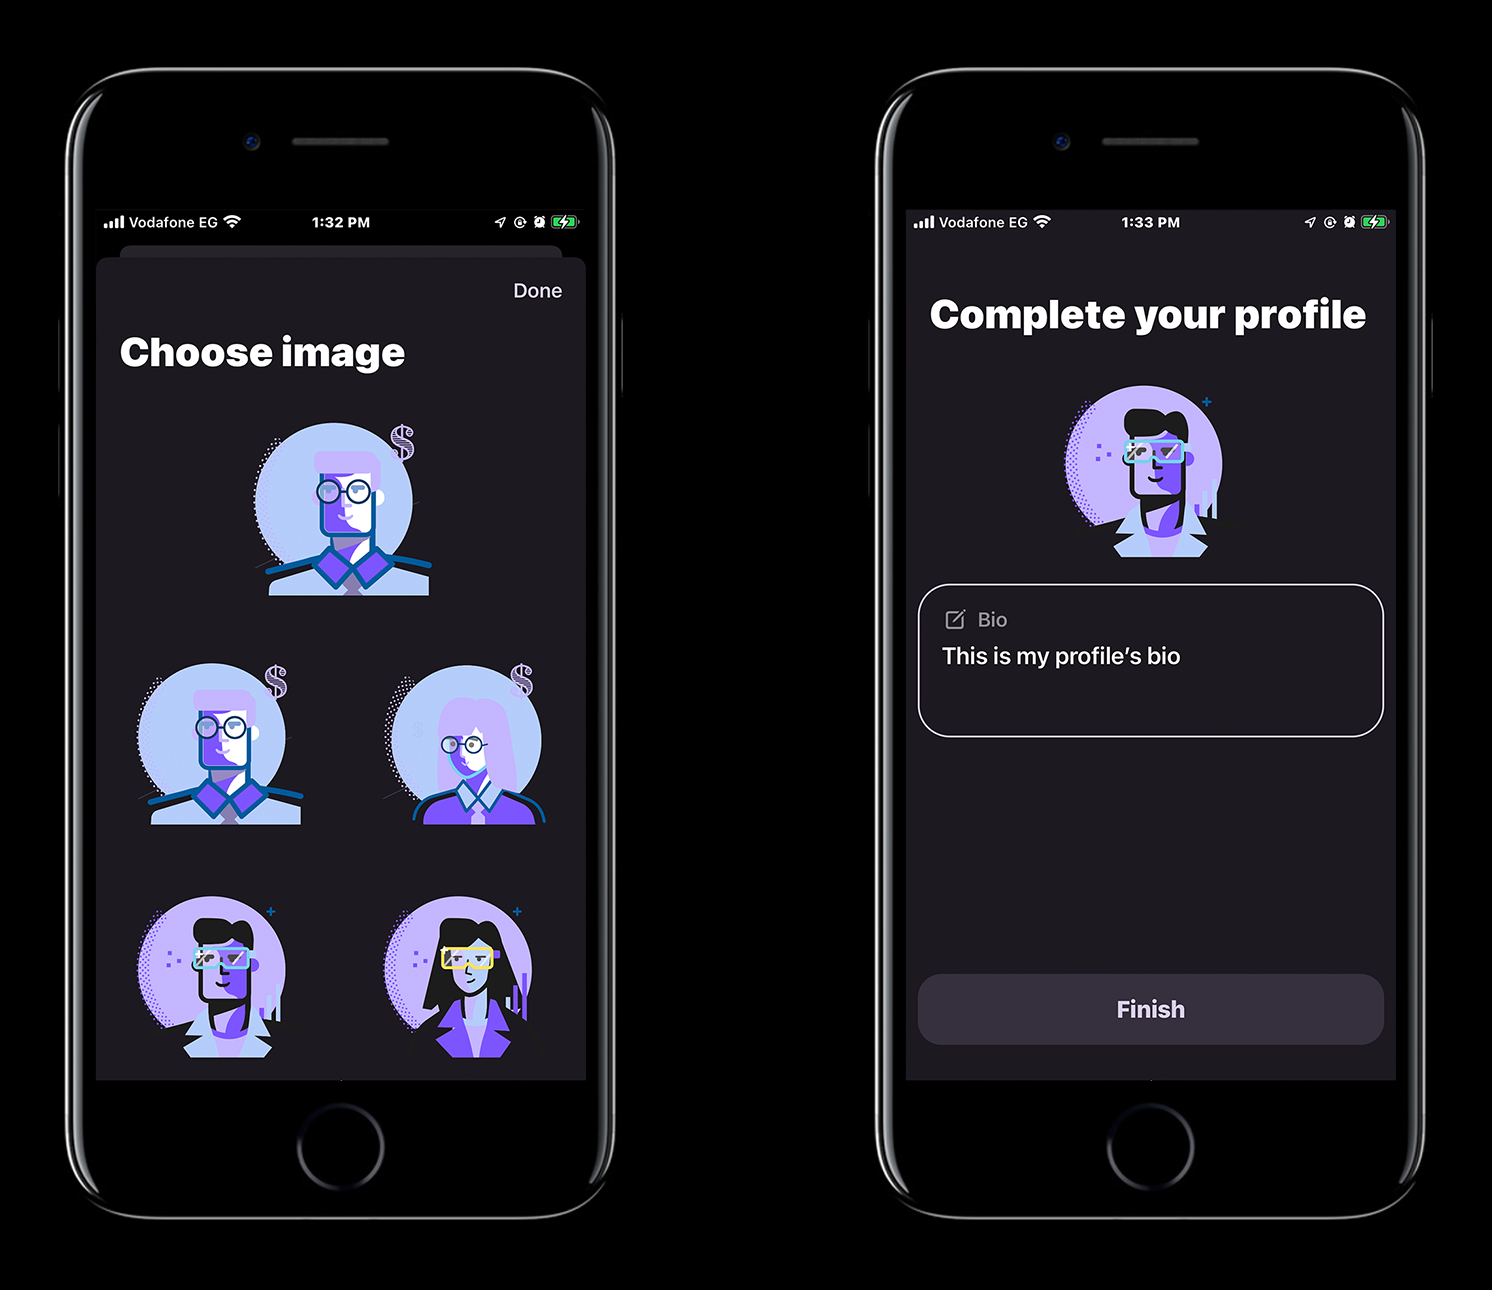 Vodafone EG
1:32 PM
Done
Choose image
$
$
$
Vodafone EG
1:33 PM
Complete your profile
Bio
This is my profile’s bio
Finish